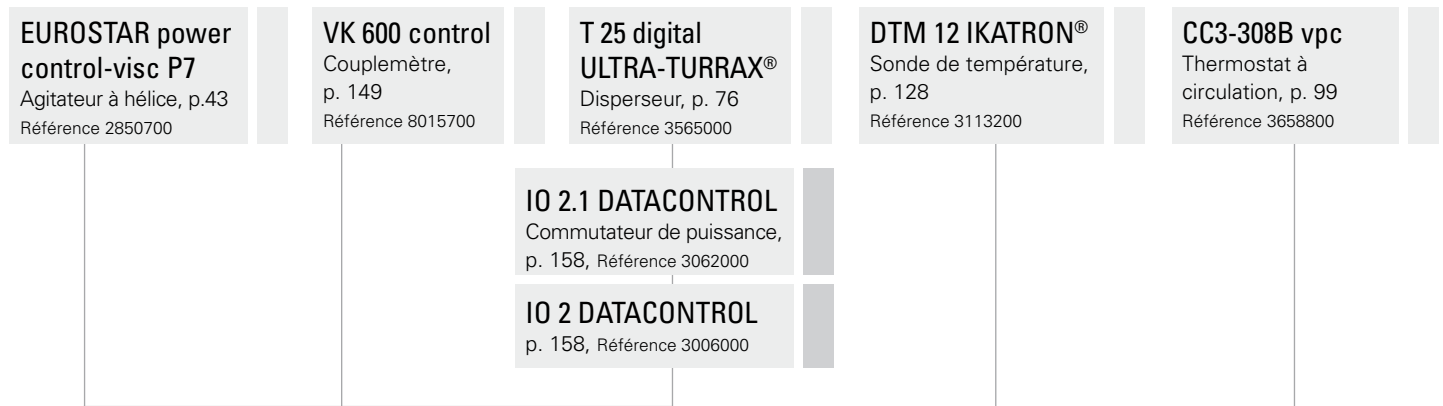 EUROSTAR power
control-visc P7
Agitateur à hélice, p.43
Référence 2850700
VK 600 control
Couplemètre,
p. 149
Référence 8015700
T 25 digital
ULTRA-TURRAX®
Disperseur, p. 76
Référence 3565000
DTM 12 IKATRON®
Sonde de température,
p. 128
Référence 3113200
CC3-308B vpc
Thermostat à
circulation, p. 99
Référence 3658800
IO 2.1 DATACONTROL
Commutateur de puissance,
p. 158, Référence 3062000
IO 2 DATACONTROL
p. 158, Référence 3006000